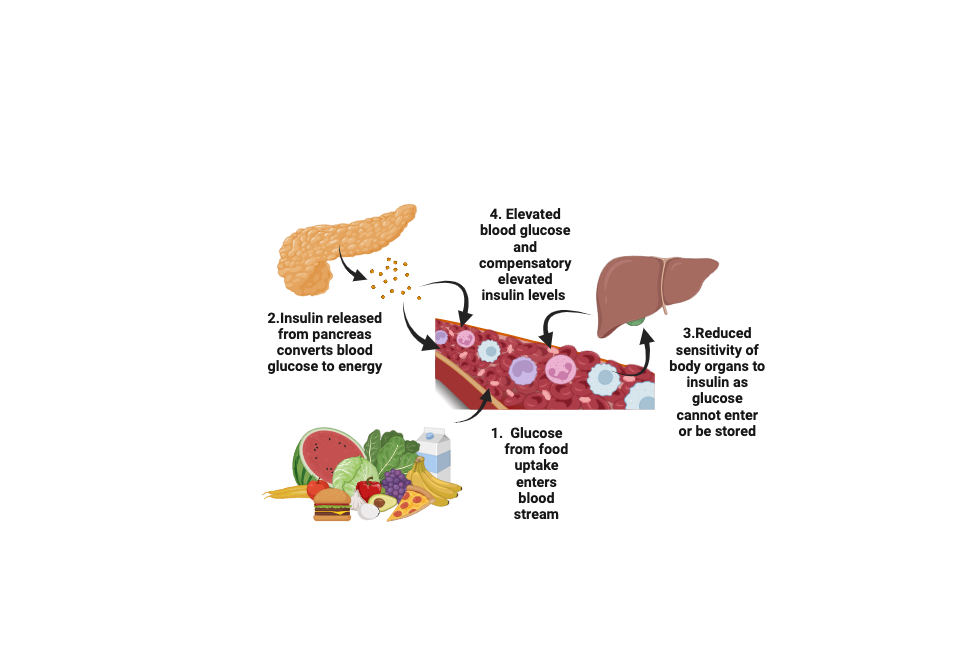 1. Glucose
from food
uptake
enters
blood
stream
2.Insulin released
from pancreas
converts blood
glucose to energy
3.Reduced
sensitivity of
body organs to
insulin as
glucose
cannot enter
or be stored
4. Elevated
blood glucose
and
compensatory
elevated
insulin levels